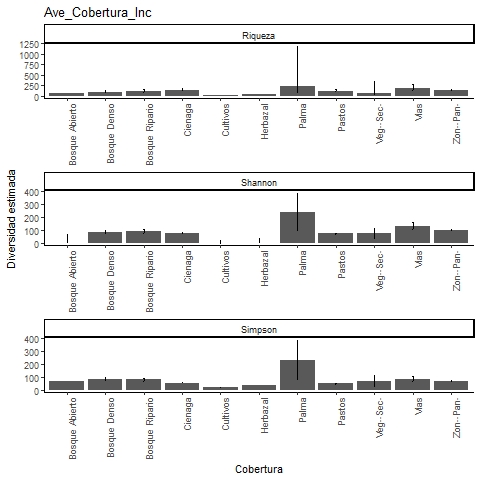 Ave_Cobertura_Inc
Riqueza
1250
1000
750
500
250
0
Bosque Abierto
Bosque Denso
Bosque Ripario
Cienaga
Cultivos
Herbazal
Palma
Pastos
Veg--Sec-
Vias
Zon--Pan-
Diversidad estimada
Shannon
400
300
200
100
0
Bosque Abierto
Bosque Denso
Bosque Ripario
Cienaga
Cultivos
Herbazal
Palma
Pastos
Veg--Sec-
Vias
Zon--Pan-
Simpson
400
300
200
100
0
Bosque Abierto
Bosque Denso
Bosque Ripario
Cienaga
Cultivos
Herbazal
Palma
Pastos
Veg--Sec-
Vias
Zon--Pan-
Cobertura